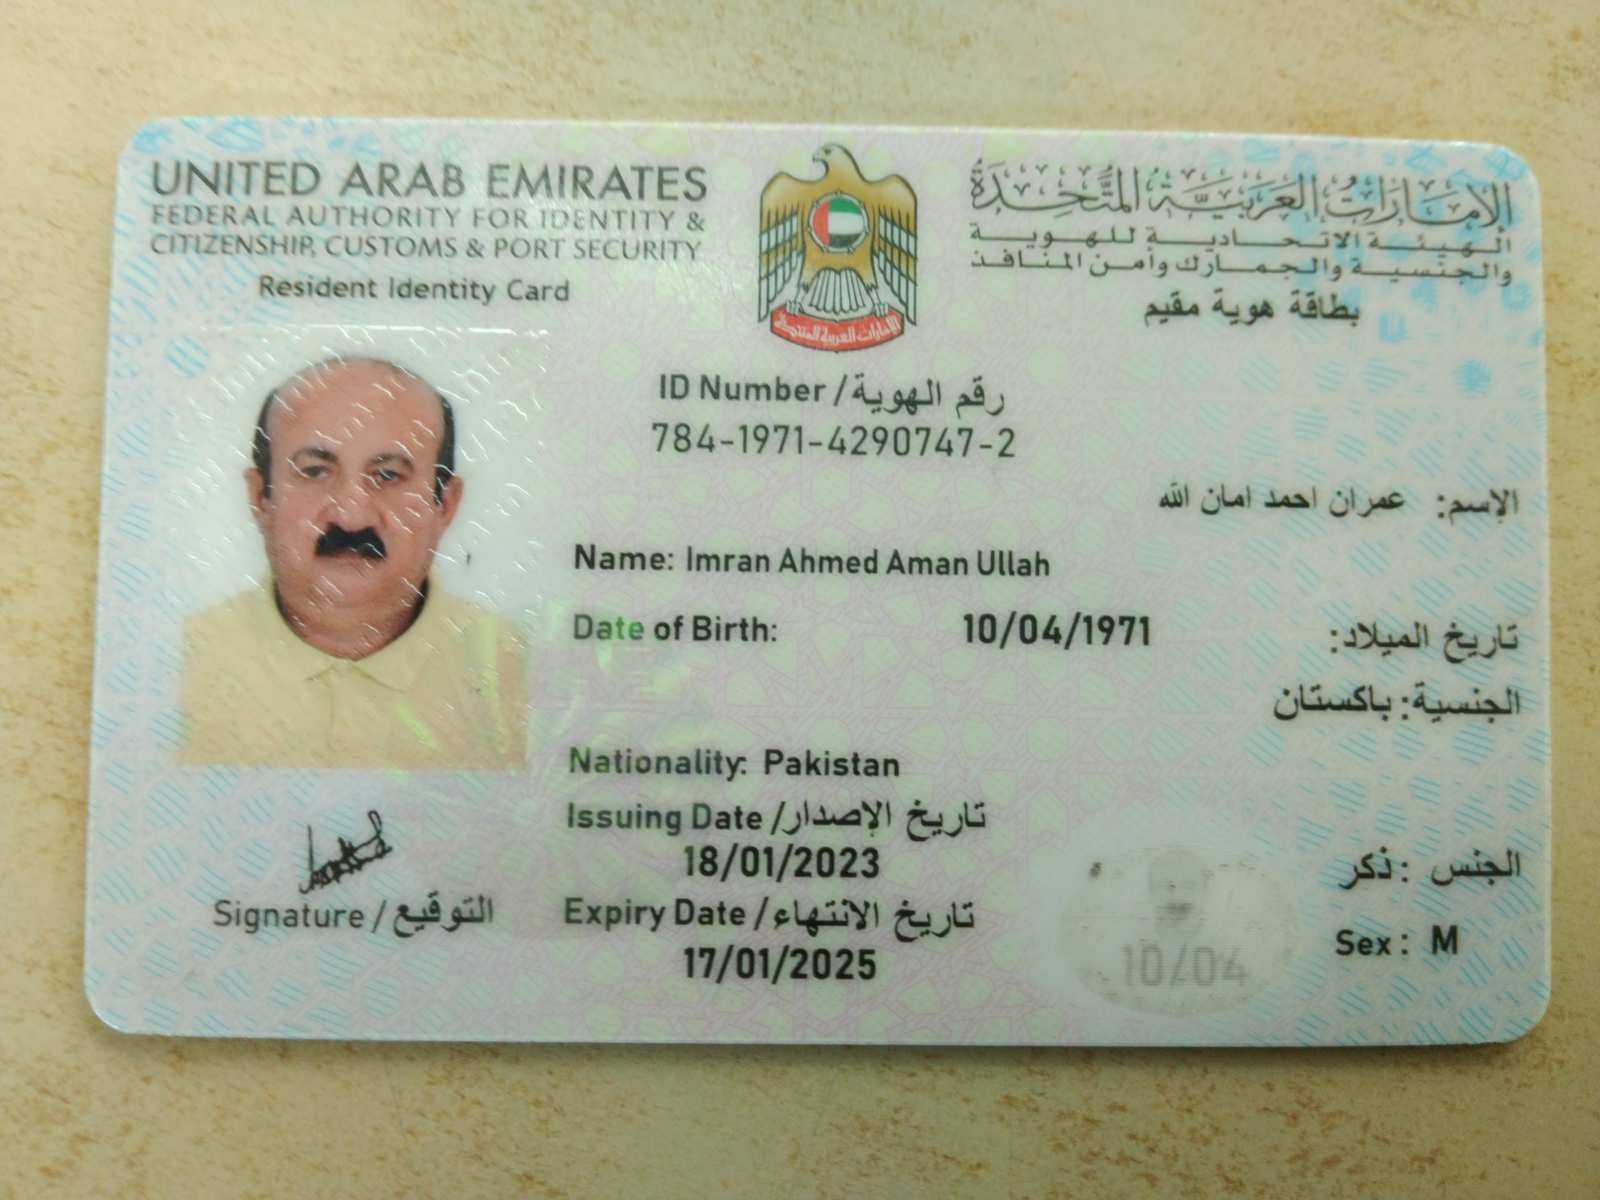 UNITED ARAB EMIRATES
FEDERAL AUTHORITY FOR IDENTITY &
CITIZENSHIP, CUSTOMS & PORT SECURITY
Resident Identity Card
الإمارات العربية المتحدة
الهيئة الاتحادية للهوية
والجنسية والجمارك وأمن المنافذ
بطاقة هوية مقيم
الإمارات العربية المتحدة
ID Number / رقم الهوية
784-1971-4290747-2
الإسم: عمران احمد امان الله
Name: Imran Ahmed Aman Ullah
Date of Birth: 10/04/1971 تاريخ الميلاد:
الجنسية: باكستان
Nationality: Pakistan
Issuing Date / تاريخ الإصدار
18/01/2023
Expiry Date / تاريخ الانتهاء
17/01/2025
الجنس : ذكر
Sex : M
10/04
Signature / التوقيع